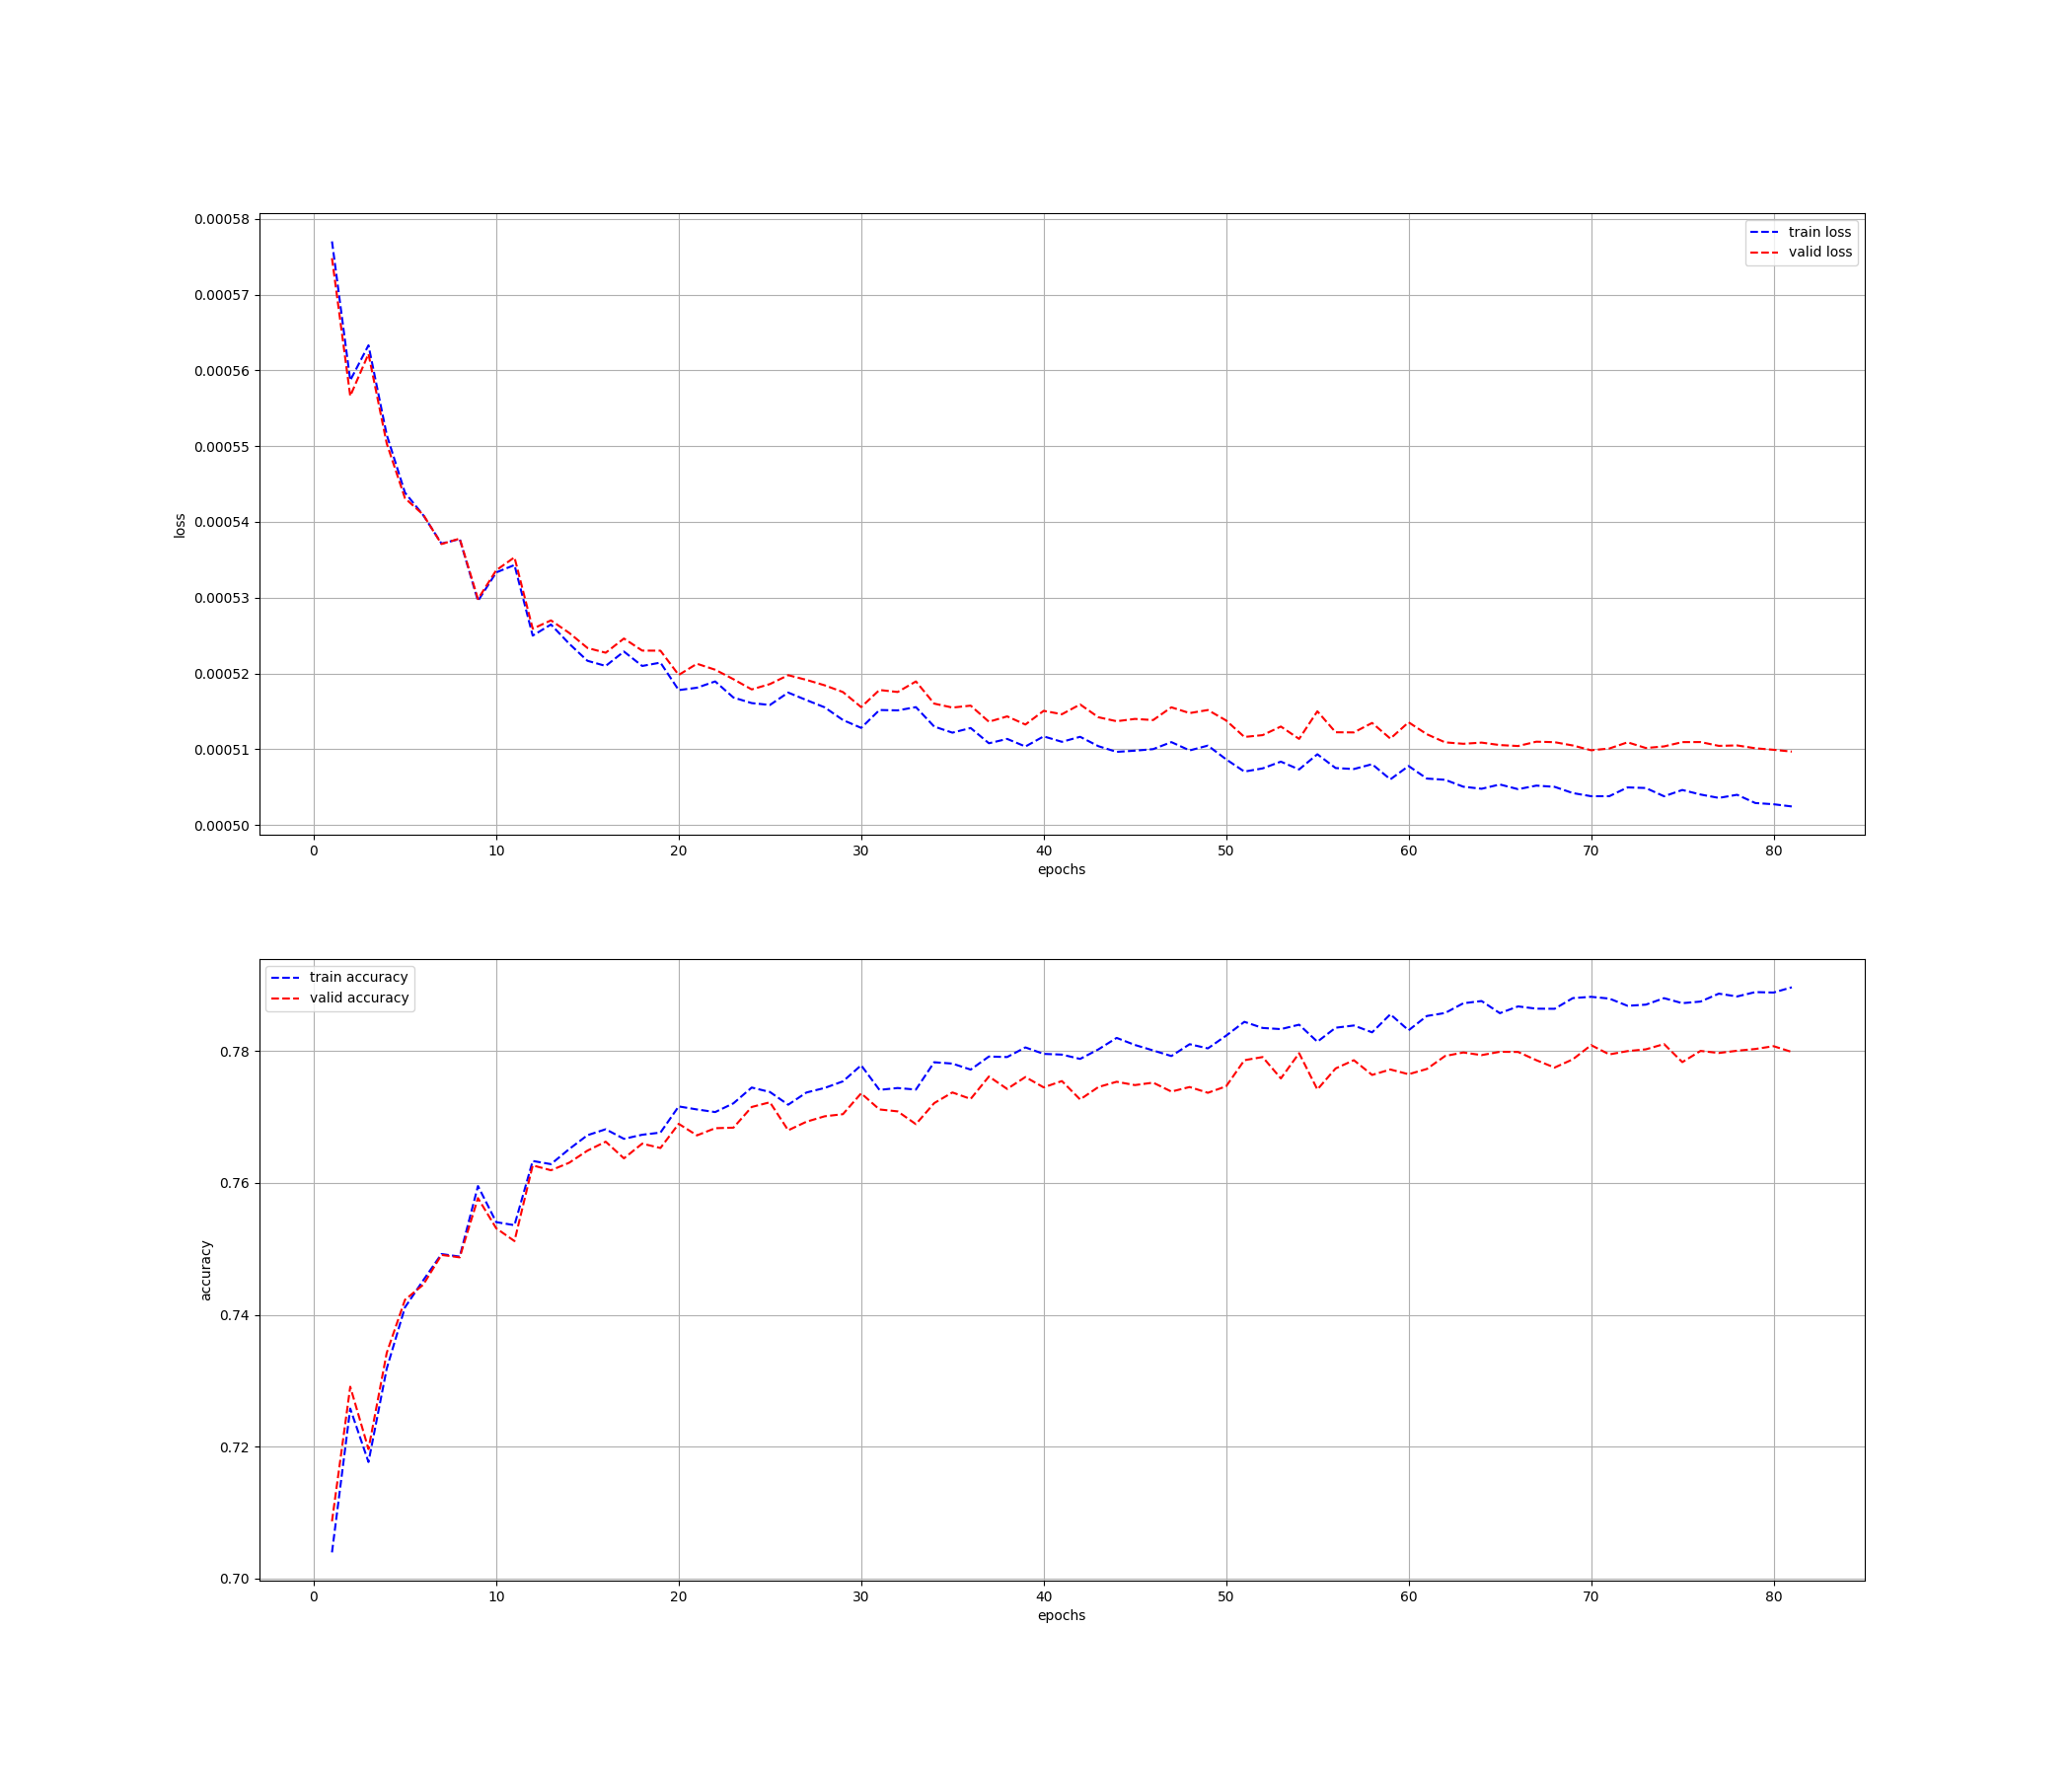 0.00058
0.00057
0.00056
0.00055
0.00054
0.00053
0.00052
0.00051
0.00050
loss
train loss
valid loss
0 10 20 30 40 50 60 70 80
epochs
train accuracy
valid accuracy
0.78
0.76
0.74
0.72
0.70
accuracy
0 10 20 30 40 50 60 70 80
epochs